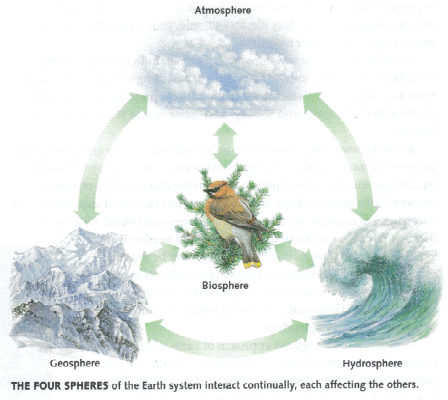 Atmosphere
Biosphere
Geosphere
Hydrosphere
THE FOUR SPHERES of the Earth system interact continually, each affecting the others.